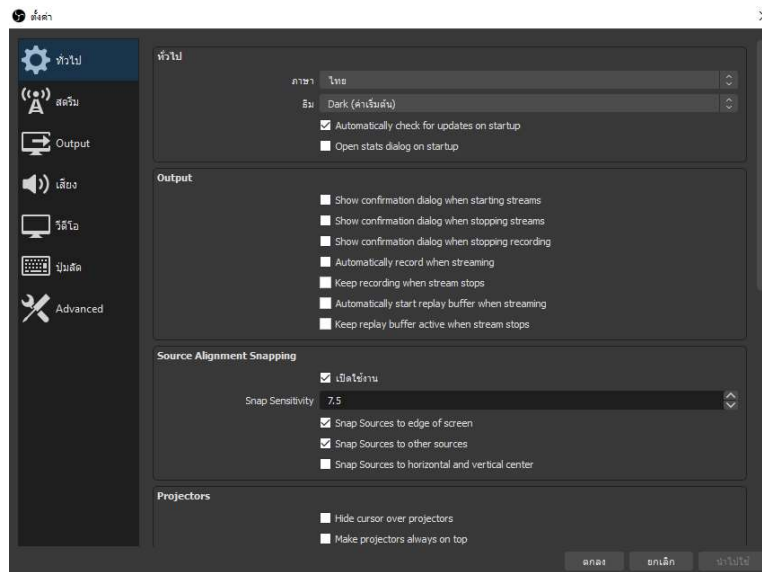 ตั้งค่า
ทั่วไป
สตรีม
Output
เสียง
วีดีโอ
ปุ่มลัด
Advanced
ทั่วไป
ภาษา ไทย
ธีม Dark (ค่าเริ่มต้น)
Automatically check for updates on startup
Open stats dialog on startup
Output
Show confirmation dialog when starting streams
Show confirmation dialog when stopping streams
Show confirmation dialog when stopping recording
Automatically record when streaming
Keep recording when stream stops
Automatically start replay buffer when streaming
Keep replay buffer active when stream stops
Source Alignment Snapping
เปิดใช้งาน
Snap Sensitivity 7.5
Snap Sources to edge of screen
Snap Sources to other sources
Snap Sources to horizontal and vertical center
Projectors
Hide cursor over projectors
Make projectors always on top
ตกลง ยกเลิก นำไปใช้